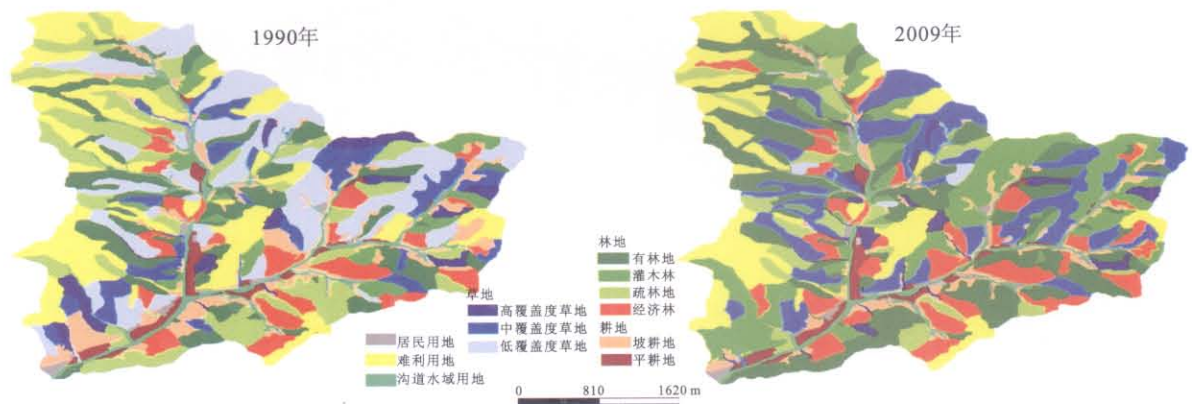 1990年
2009年
林地
有林地
灌木林
疏林地
经济林
耕地
坡耕地
平耕地
草地
高覆盖度草地
中覆盖度草地
低覆盖度草地
居民用地
难利用地
沟道水域用地
0 810 1620 m